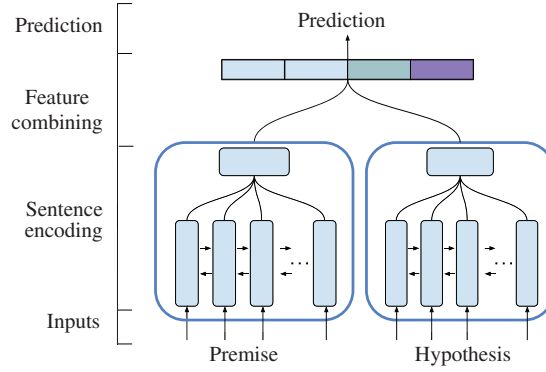 Prediction
Prediction
Feature
combining
Sentence
encoding
...
...
Inputs
Premise
Hypothesis